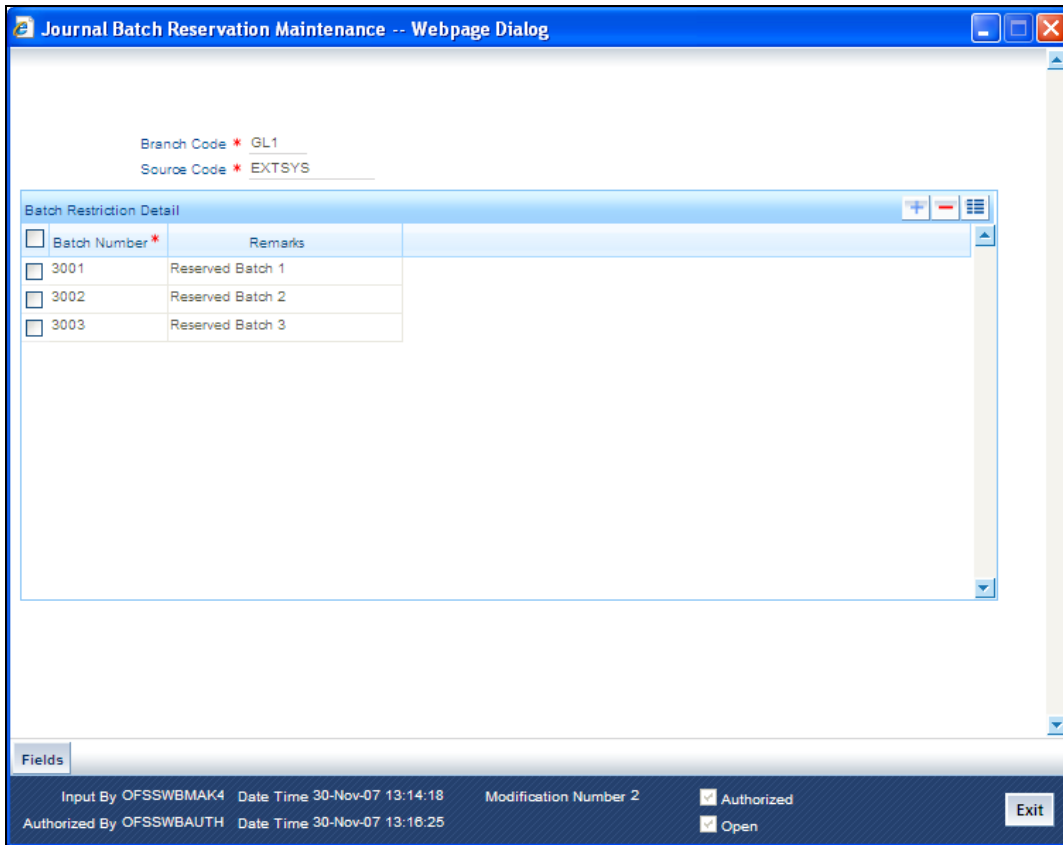 Journal Batch Reservation Maintenance -- Webpage Dialog
Branch Code * GL1
Source Code * EXTSYS
Batch Restriction Detail
Batch Number * Remarks
3001 Reserved Batch 1
3002 Reserved Batch 2
3003 Reserved Batch 3
Fields
Input By OFSSWBMAK4 Date Time 30-Nov-07 13:14:18 Modification Number 2 Authorized
Authorized By OFSSWBAUTH Date Time 30-Nov-07 13:16:25 Open
Exit